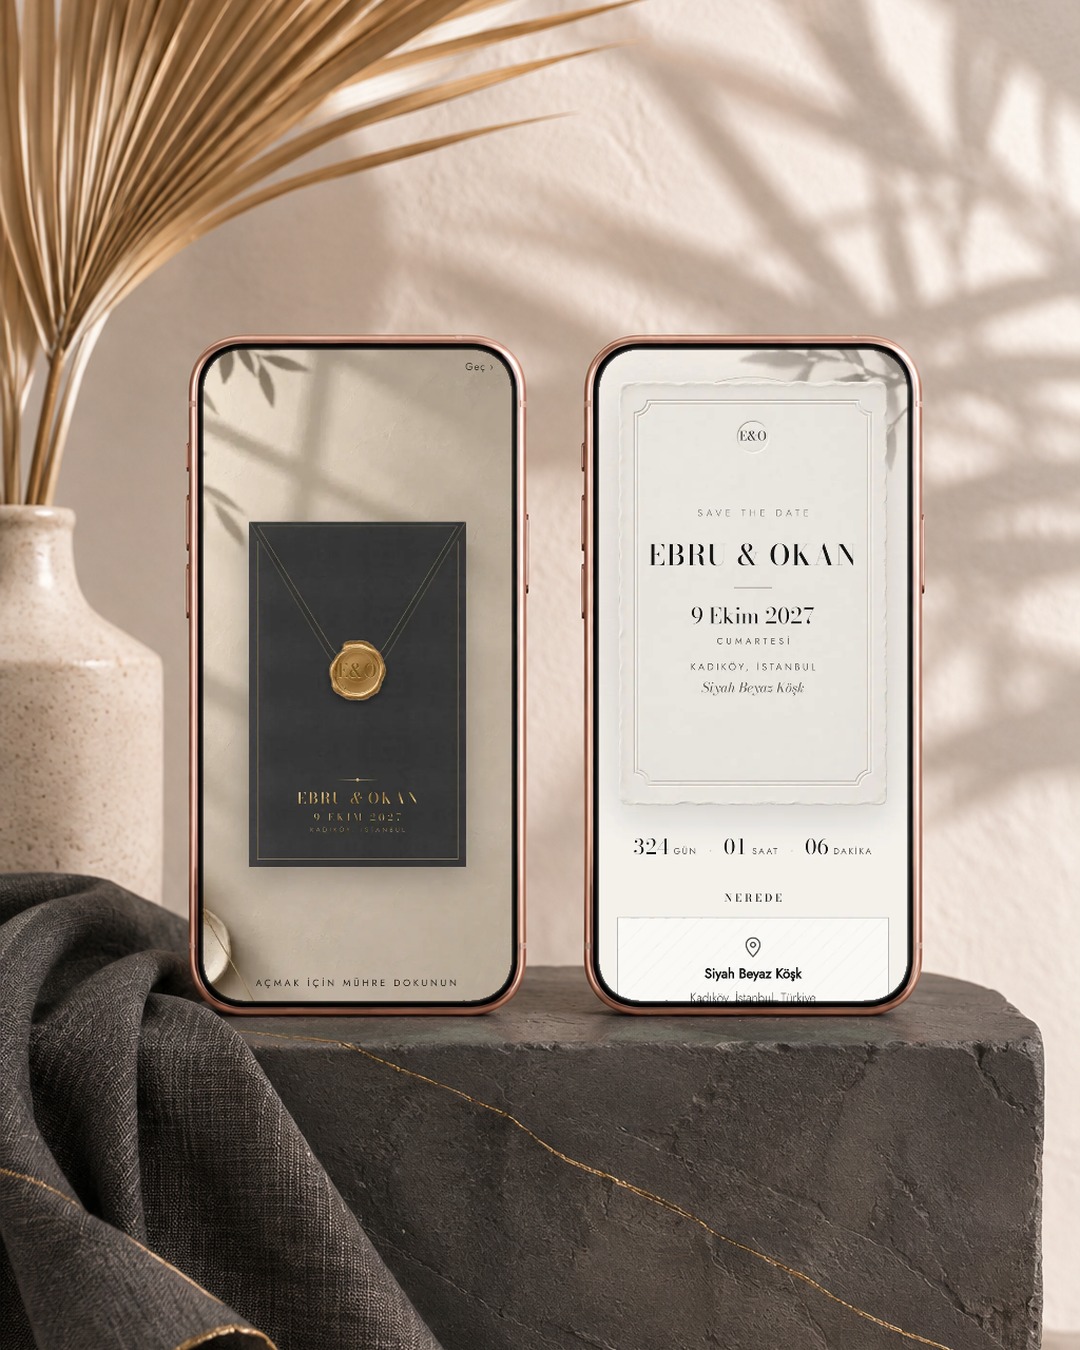 Geç ›
E&O
EBRU & OKAN
9 EKIM 2027
KADIKÖY, İSTANBUL
AÇMAK İÇİN MÜHRE DOKUNUN
E&O
SAVE THE DATE
EBRU & OKAN
9 Ekim 2027
CUMARTESİ
KADIKÖY, İSTANBUL
Siyah Beyaz Köşk
324 GÜN · 01 SAAT · 06 DAKİKA
NEREDE
Siyah Beyaz Köşk
Kadıköy, İstanbul, Türkiye